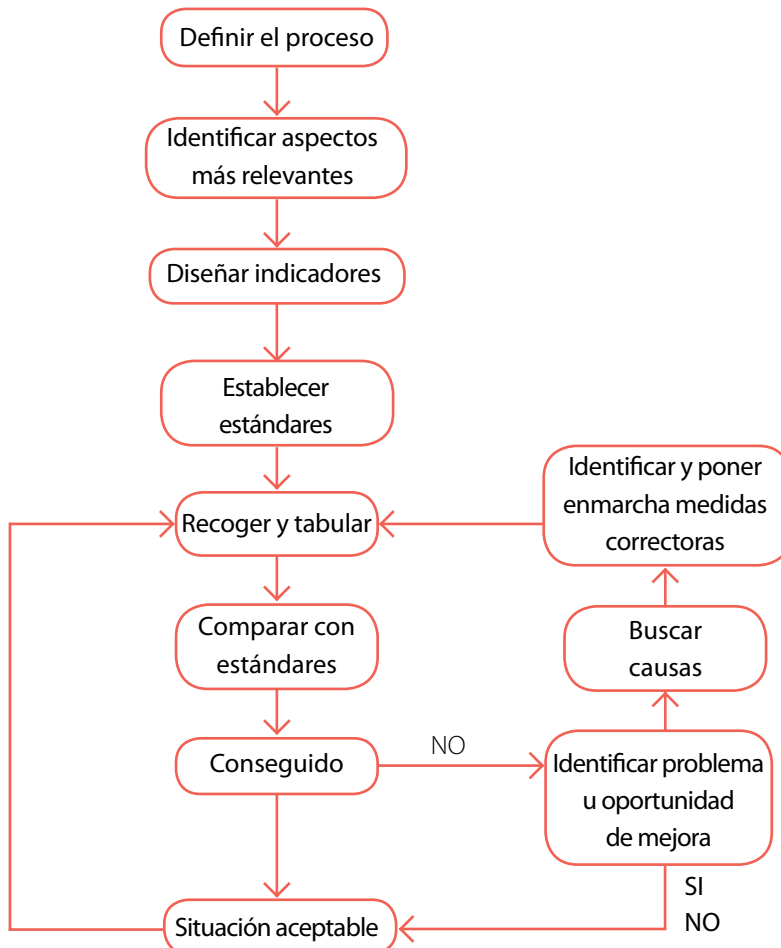 Definir el proceso
Identificar aspectos
más relevantes
Diseñar indicadores
Establecer
estándares
Recoger y tabular
Comparar con
estándares
Conseguido
NO
Situación aceptable
Identificar y poner
enmarcha medidas
correctoras
Buscar
causas
Identificar problema
u oportunidad
de mejora
SI
NO